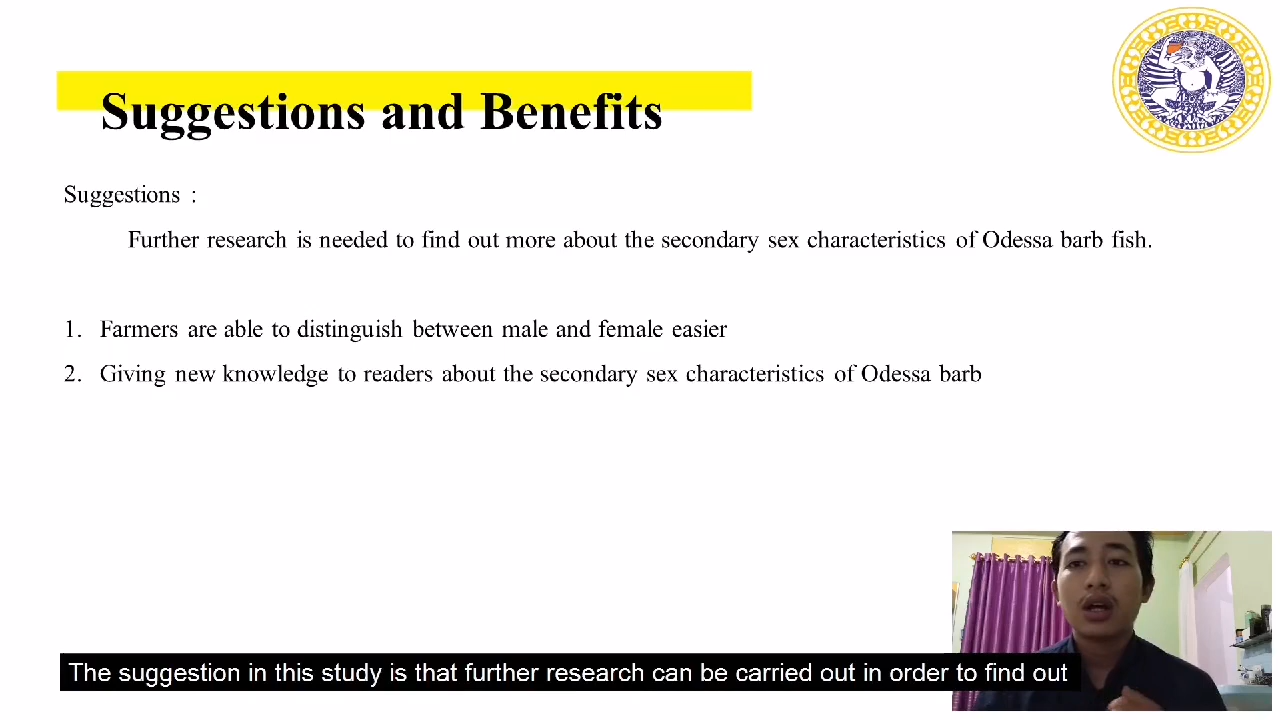 Suggestions and Benefits
Suggestions :
Further research is needed to find out more about the secondary sex characteristics of Odessa barb fish.
1. Farmers are able to distinguish between male and female easier
2. Giving new knowledge to readers about the secondary sex characteristics of Odessa barb
The suggestion in this study is that further research can be carried out in order to find out